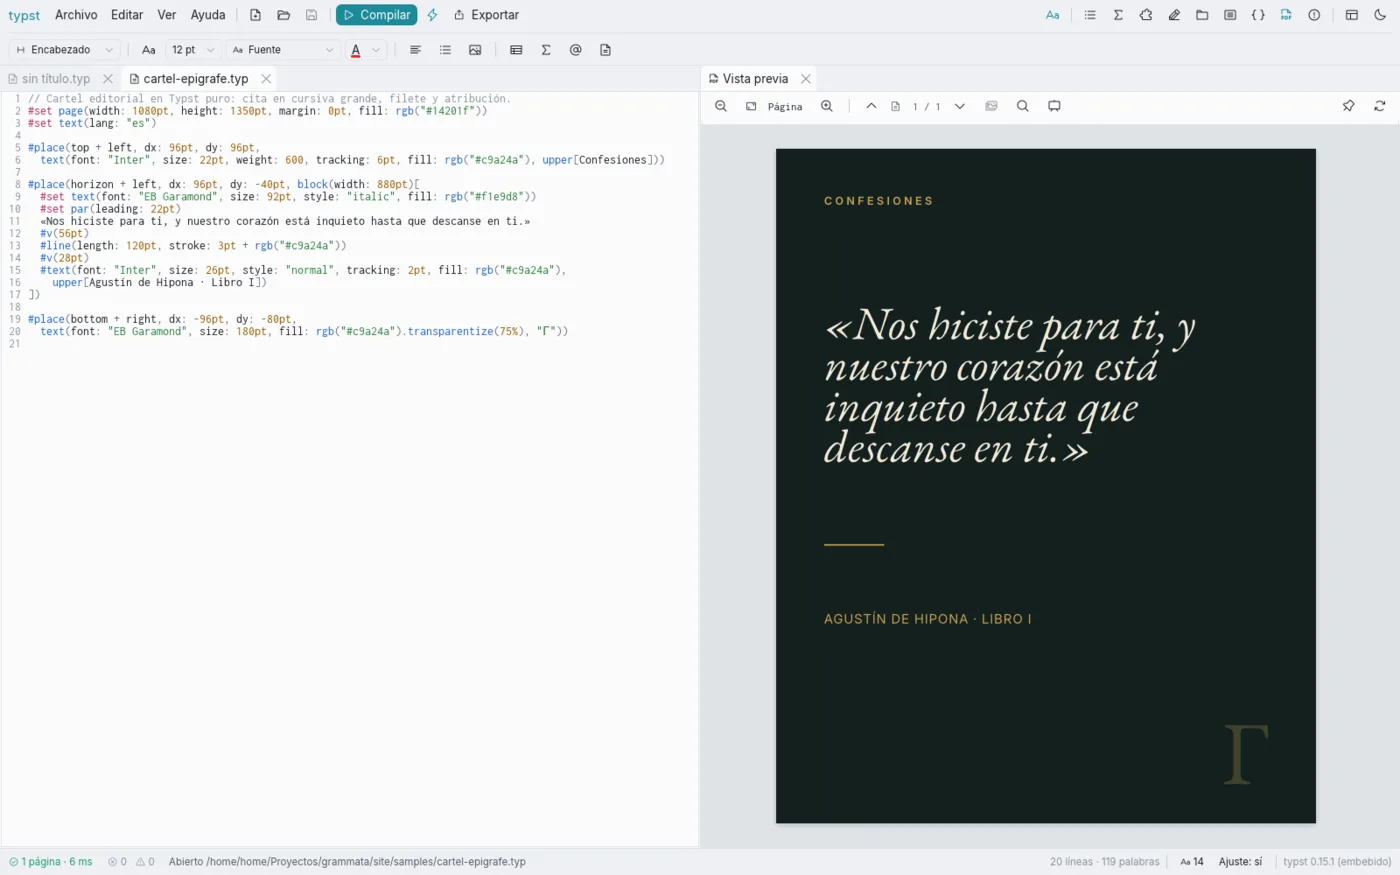 typst Archivo Editar Ver Ayuda Compilar Exportar Aa
Encabezado Aa 12 pt Aa Fuente A
sin título.typ cartel-epigrafe.typ Vista previa
Página 1 / 1
1 // Cartel editorial en Typst puro: cita en cursiva grande, filete y atribución.
2 #set page(width: 1080pt, height: 1350pt, margin: 0pt, fill: rgb("#14201f"))
3 #set text(lang: "es")
4
5 #place(top + left, dx: 96pt, dy: 96pt,
6 text(font: "Inter", size: 22pt, weight: 600, tracking: 6pt, fill: rgb("#c9a24a"), upper[Confesiones]))
7
8 #place(horizon + left, dx: 96pt, dy: -40pt, block(width: 880pt)[
9 #set text(font: "EB Garamond", size: 92pt, style: "italic", fill: rgb("#f1e9d8"))
10 #set par(leading: 22pt)
11 «Nos hiciste para ti, y nuestro corazón está inquieto hasta que descanse en ti.»
12 #v(56pt)
13 #line(length: 120pt, stroke: 3pt + rgb("#c9a24a"))
14 #v(28pt)
15 #text(font: "Inter", size: 26pt, style: "normal", tracking: 2pt, fill: rgb("#c9a24a"),
16 upper[Agustín de Hipona · Libro I])
17 ])
18
19 #place(bottom + right, dx: -96pt, dy: -80pt,
20 text(font: "EB Garamond", size: 180pt, fill: rgb("#c9a24a").transparentize(75%), "Γ"))
21
CONFESIONES
«Nos hiciste para ti, y
nuestro corazón está
inquieto hasta que
descanse en ti.»
AGUSTÍN DE HIPONA · LIBRO I
Γ
1 página · 6 ms 0 0 Abierto /home/home/Proyectos/grammata/site/samples/cartel-epigrafe.typ 20 líneas · 119 palabras Aa 14 Ajuste: sí typst 0.15.1 (embebido)